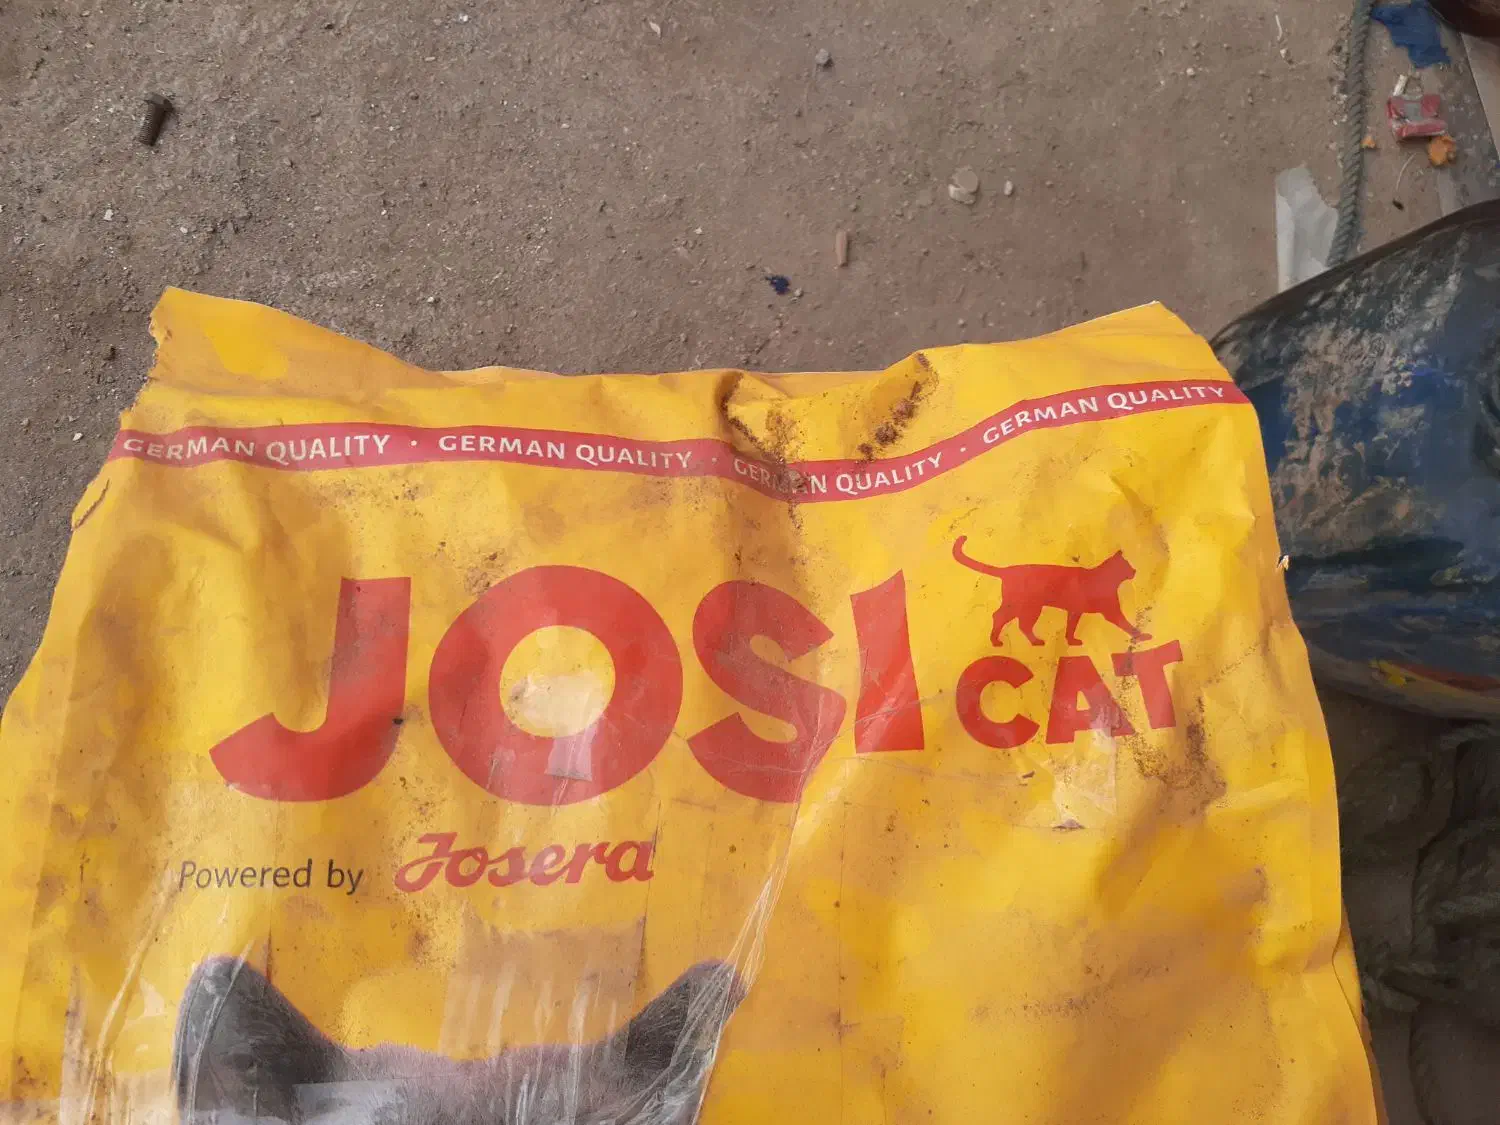 GERMAN QUALITY · GERMAN QUALITY · GERMAN QUALITY · GERMAN QUALITY
JOSI CAT
Powered by Josera